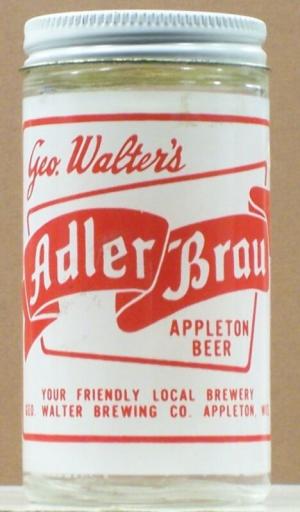 Geo. Walter's
Adler Brau
APPLETON
BEER
YOUR FRIENDLY LOCAL BREWERY
GEO. WALTER BREWING CO. APPLETON, WIS.